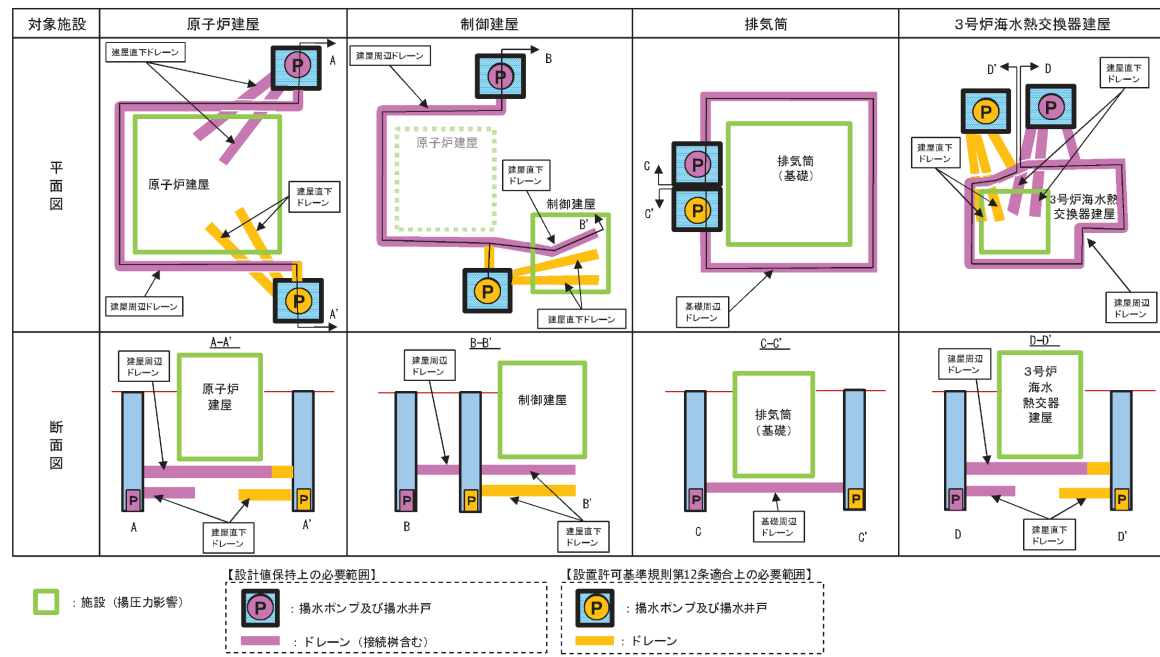 対象施設
原子炉建屋
制御建屋
排気筒
3号炉海水熱交換器建屋
平面図
建屋直下ドレーン
P
A
原子炉建屋
建屋直下
ドレーン
建屋周辺ドレーン
P
A'
建屋周辺ドレーン
P
B
原子炉建屋
建屋直下
ドレーン
制御建屋
B'
P
建屋直下ドレーン
P
C
C'
P
排気筒
(基礎)
基礎周辺
ドレーン
D'
D
建屋直下
ドレーン
P
P
建屋直下
ドレーン
3号炉海水熱
交換器建屋
建屋周辺
ドレーン
断面図
A-A'
建屋周辺
ドレーン
原子炉
建屋
P
P
A
建屋直下
ドレーン
A'
B-B'
建屋周辺
ドレーン
制御建屋
P
P
B
B'
建屋直下
ドレーン
C-C'
排気筒
(基礎)
P
P
C
基礎周辺
ドレーン
C'
D-D'
建屋周辺
ドレーン
3号炉
海水
熱交器
建屋
P
P
D
建屋直下
ドレーン
D'
:施設(揚圧力影響)
【設計値保持上の必要範囲】
P
:揚水ポンプ及び揚水井戸
:ドレーン(接続桝含む)
【設置許可基準規則第12条適合上の必要範囲】
P
:揚水ポンプ及び揚水井戸
:ドレーン